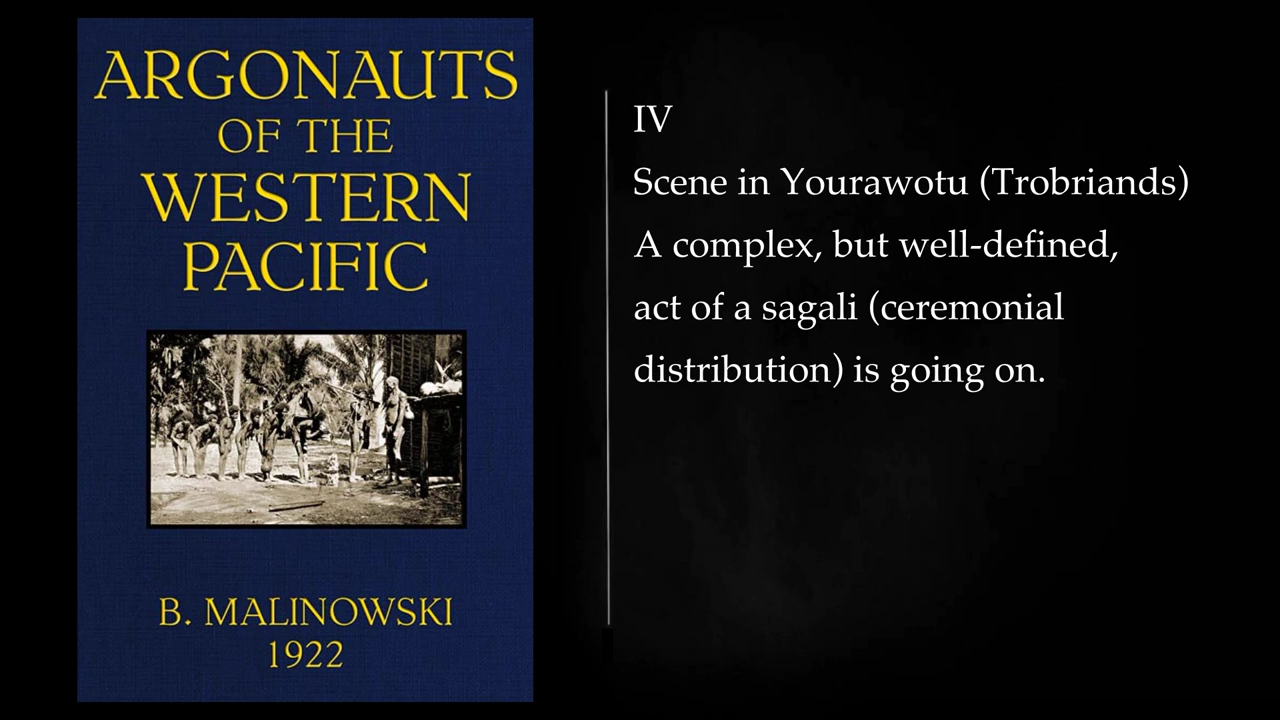 ARGONAUTS
OF THE
WESTERN
PACIFIC
B. MALINOWSKI
1922
IV
Scene in Yourawotu (Trobriands)
A complex, but well-defined,
act of a sagali (ceremonial
distribution) is going on.